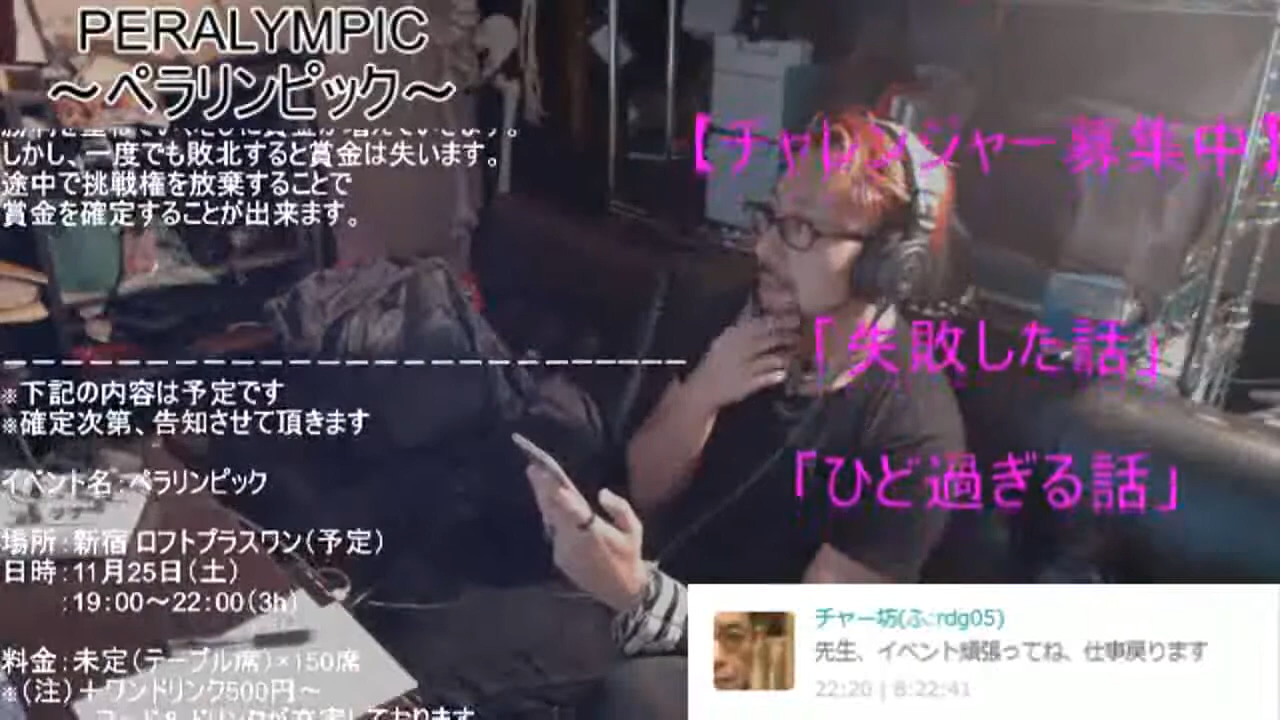 PERALYMPIC
～ペラリンピック～
しかし、一度でも敗北すると賞金は失います。
途中で挑戦権を放棄することで
賞金を確定することが出来ます。
【チャレンジャー募集中】
「失敗した話」
「ひど過ぎる話」
※下記の内容は予定です
※確定次第、告知させて頂きます
イベント名：ペラリンピック
場所：新宿 ロフトプラスワン（予定）
日時：11月25日（土）
：19:00～22:00（3h）
料金：未定（テーブル席）×150席
※（注）＋ワンドリンク500円～
チャー坊(ふ:rdg05)
先生、イベント頑張ってね、仕事戻ります
22:20 | 8:22:41